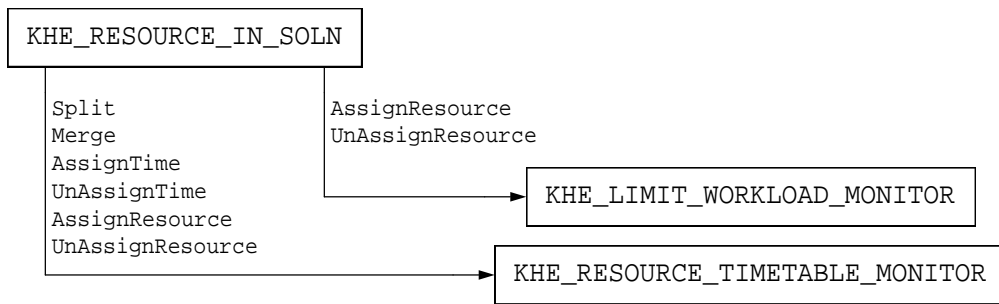 KHE_RESOURCE_IN_SOLN
Split
Merge
AssignTime
UnAssignTime
AssignResource
UnAssignResource
AssignResource
UnAssignResource
KHE_LIMIT_WORKLOAD_MONITOR
KHE_RESOURCE_TIMETABLE_MONITOR